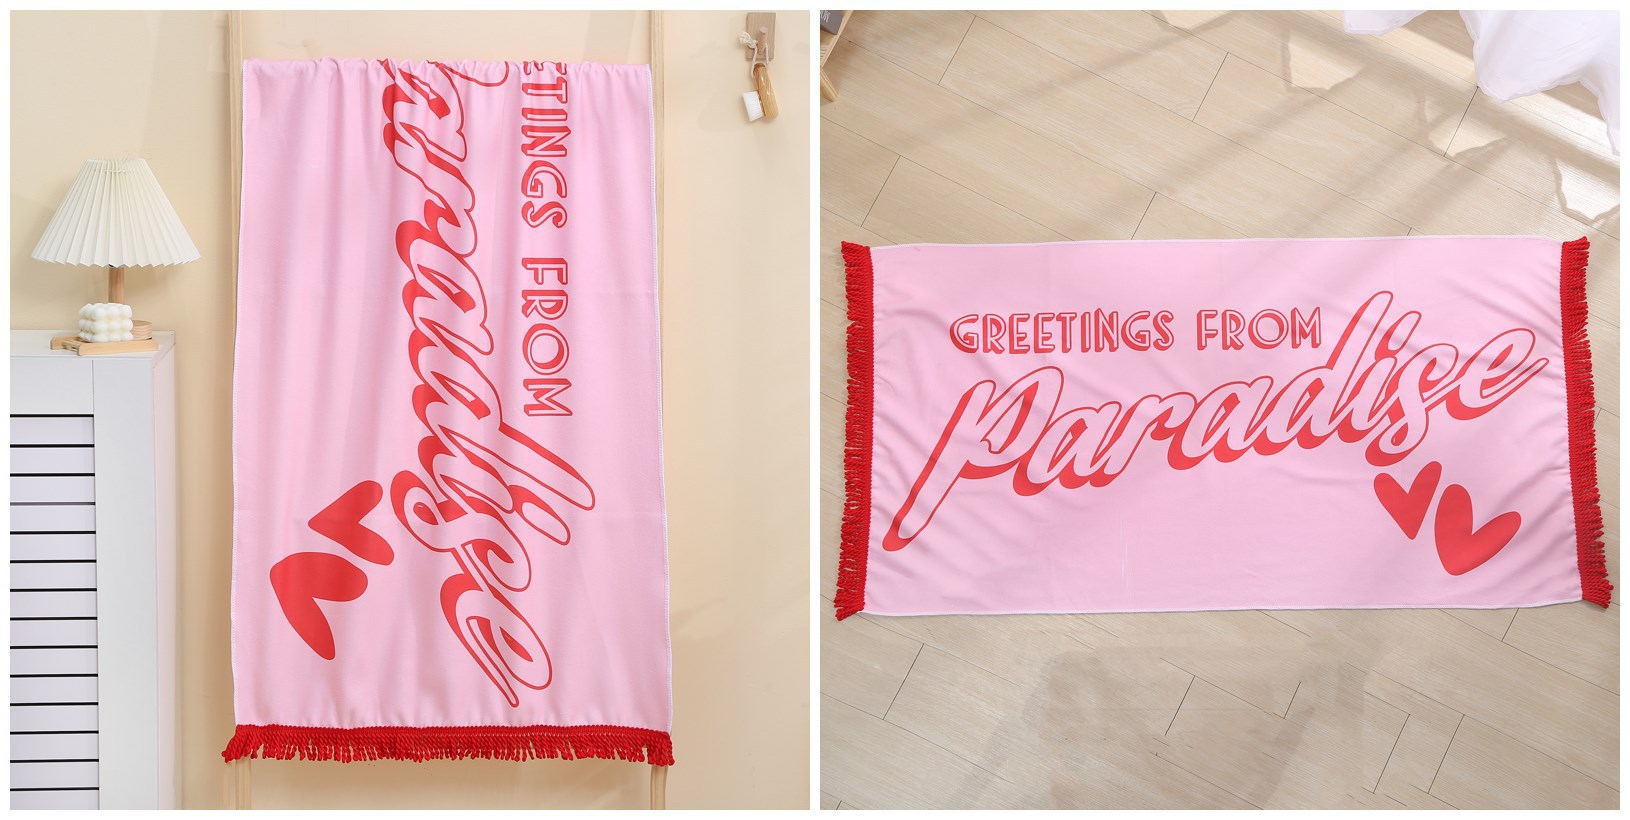 ETINGS FROM
Paradise
GREETINGS FROM
Paradise